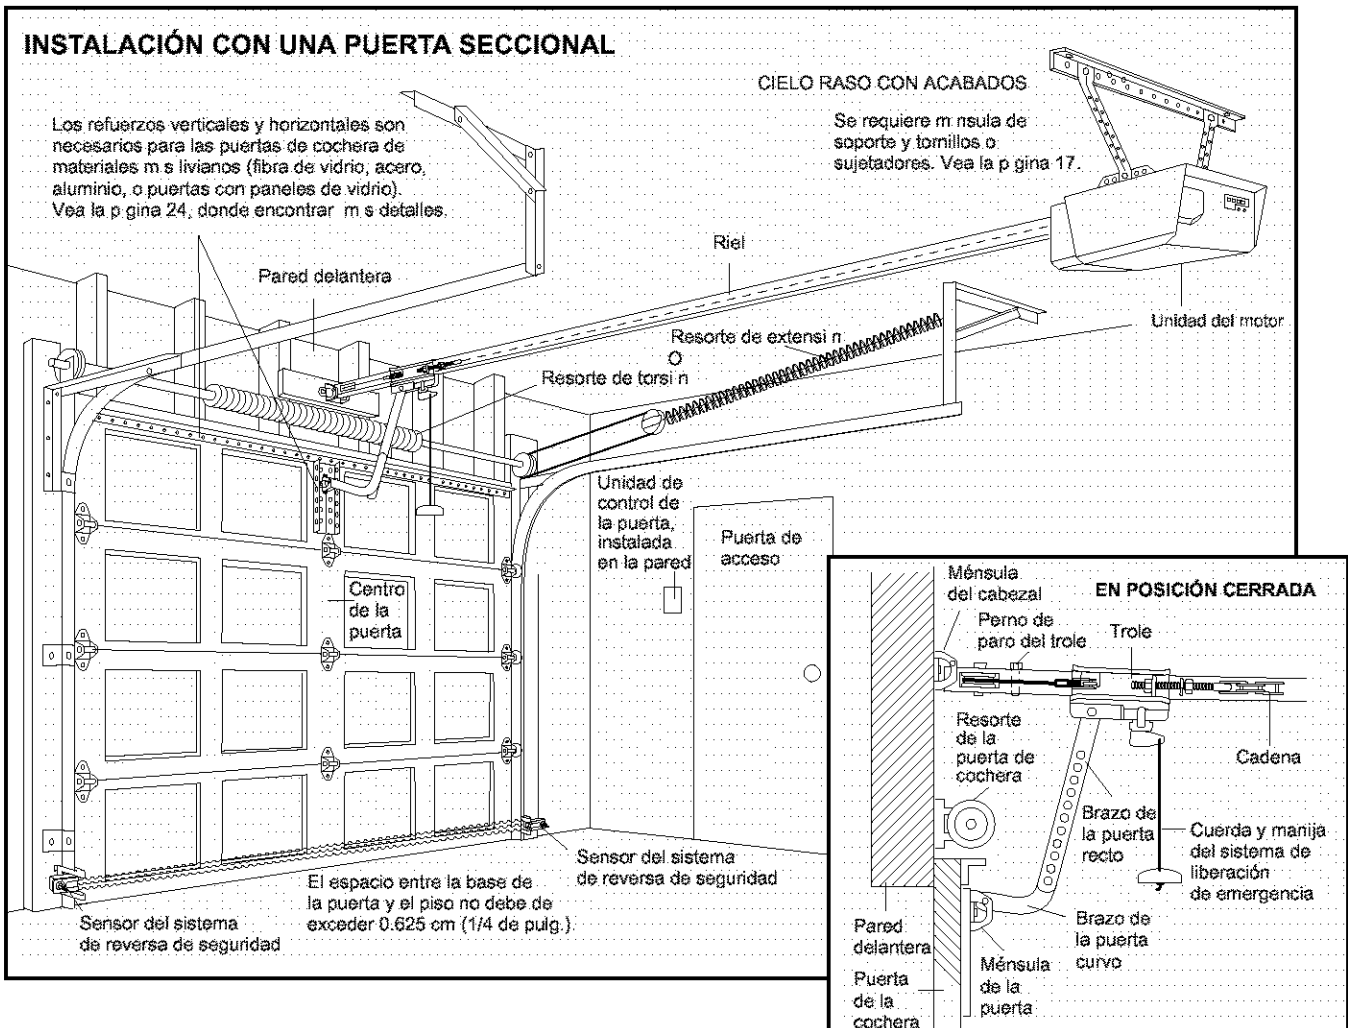 INSTALACIÓN CON UNA PUERTA SECCIONAL
CIELO RASO CON ACABADOS
Se requiere m nsula de
soporte y tornillos o
sujetadores. Vea la p gina 17.
Los refuerzos verticales y horizontales son
necesarios para las puertas de cochera de
materiales m s livianos (fibra de vidrio, acero,
aluminio, o puertas con paneles de vidrio).
Vea la p gina 24, donde encontrar m s detalles.
Riel
Pared delantera
Unidad del motor
Resorte de extensi n
O
Resorte de torsi n
Unidad de
control de
la puerta,
instalada
en la pared
Puerta de
acceso
Centro
de la
puerta
Sensor del sistema
de reversa de seguridad
El espacio entre la base de
la puerta y el piso no debe de
exceder 0.625 cm (1/4 de pulg.).
Sensor del sistema
de reversa de seguridad
EN POSICIÓN CERRADA
Ménsula
del cabezal
Perno de
paro del trole
Trole
Resorte
de la
puerta de
cochera
Cadena
Brazo de
la puerta
recto
Cuerda y manija
del sistema de
liberación
de emergencia
Brazo de
la puerta
curvo
Pared
delantera
Ménsula
de la
puerta
Puerta
de la
cochera